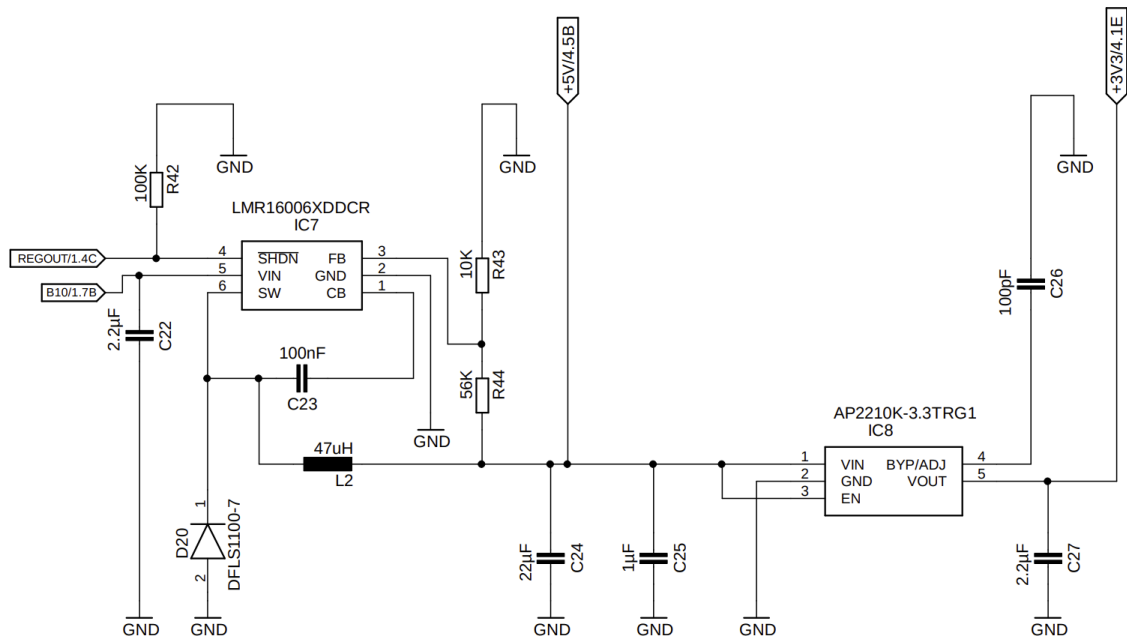 +5V/4.5B
+3V3/4.1E
GND
GND
GND
100K
R42
LMR16006XDDCR
IC7
REGOUT/1.4C
4
SHDN
FB
3
10K
R43
B10/1.7B
5
VIN
GND
2
6
SW
CB
1
100pF
C26
2.2µF
C22
100nF
C23
56K
R44
GND
AP2210K-3.3TRG1
IC8
47uH
L2
1
VIN
BYP/ADJ
4
2
GND
VOUT
5
3
EN
1
D20
DFLS1100-7
2
22µF
C24
1µF
C25
2.2µF
C27
GND
GND
GND
GND
GND
GND